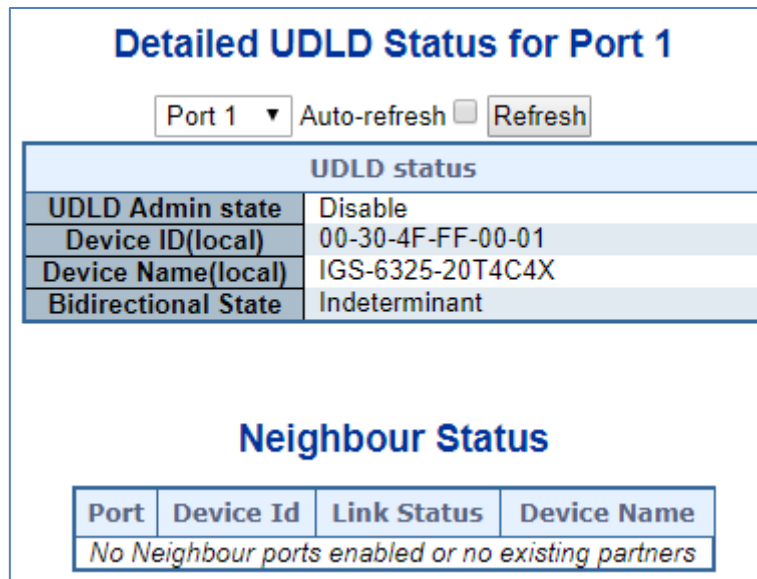 Detailed UDLD Status for Port 1
Port 1 ▼ Auto-refresh Refresh
UDLD status
UDLD Admin state Disable
Device ID(local) 00-30-4F-FF-00-01
Device Name(local) IGS-6325-20T4C4X
Bidirectional State Indeterminant
Neighbour Status
Port Device Id Link Status Device Name
No Neighbour ports enabled or no existing partners